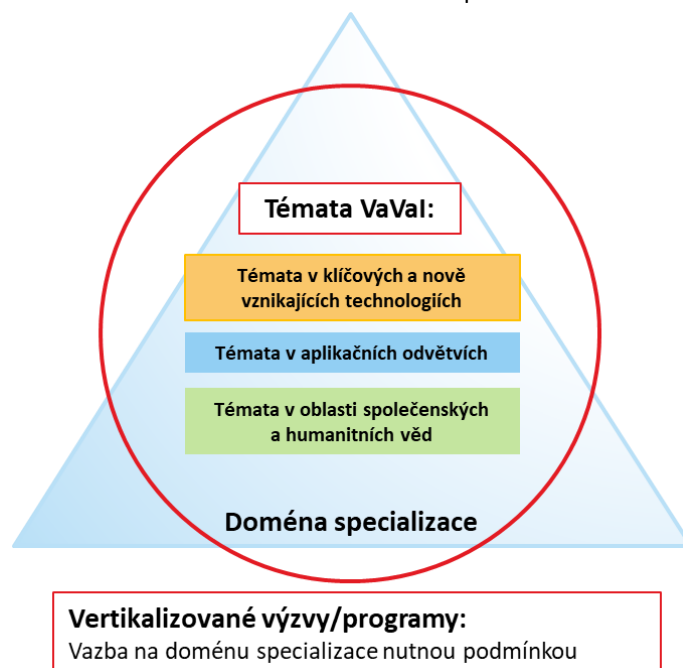 Témata VaVaI:
Témata v klíčových a nově
vznikajících technologiích
Témata v aplikačních odvětvích
Témata v oblasti společenských
a humanitních věd
Doména specializace
Vertikalizované výzvy/programy:
Vazba na doménu specializace nutnou podmínkou